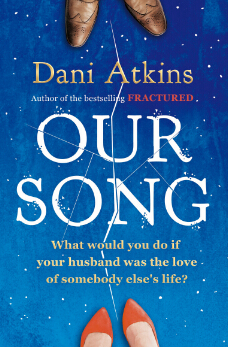 Dani Atkins
Author of the bestselling FRACTURED
OUR
SONG
What would you do if
your husband was the love
of somebody else's life?